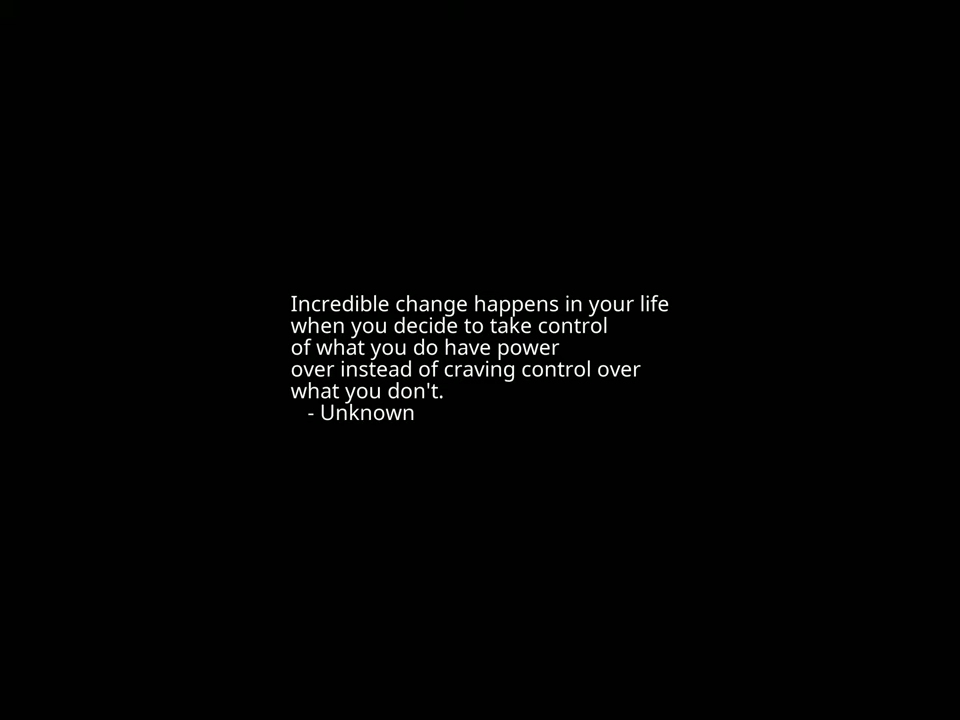 Incredible change happens in your life
when you decide to take control
of what you do have power
over instead of craving control over
what you don't.
- Unknown